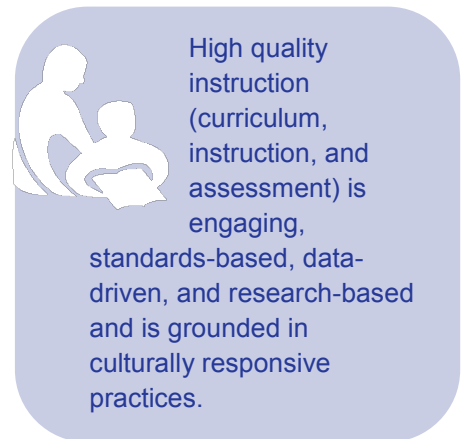 High quality
instruction
(curriculum,
instruction, and
assessment) is
engaging,
standards-based, data-
driven, and research-based
and is grounded in
culturally responsive
practices.